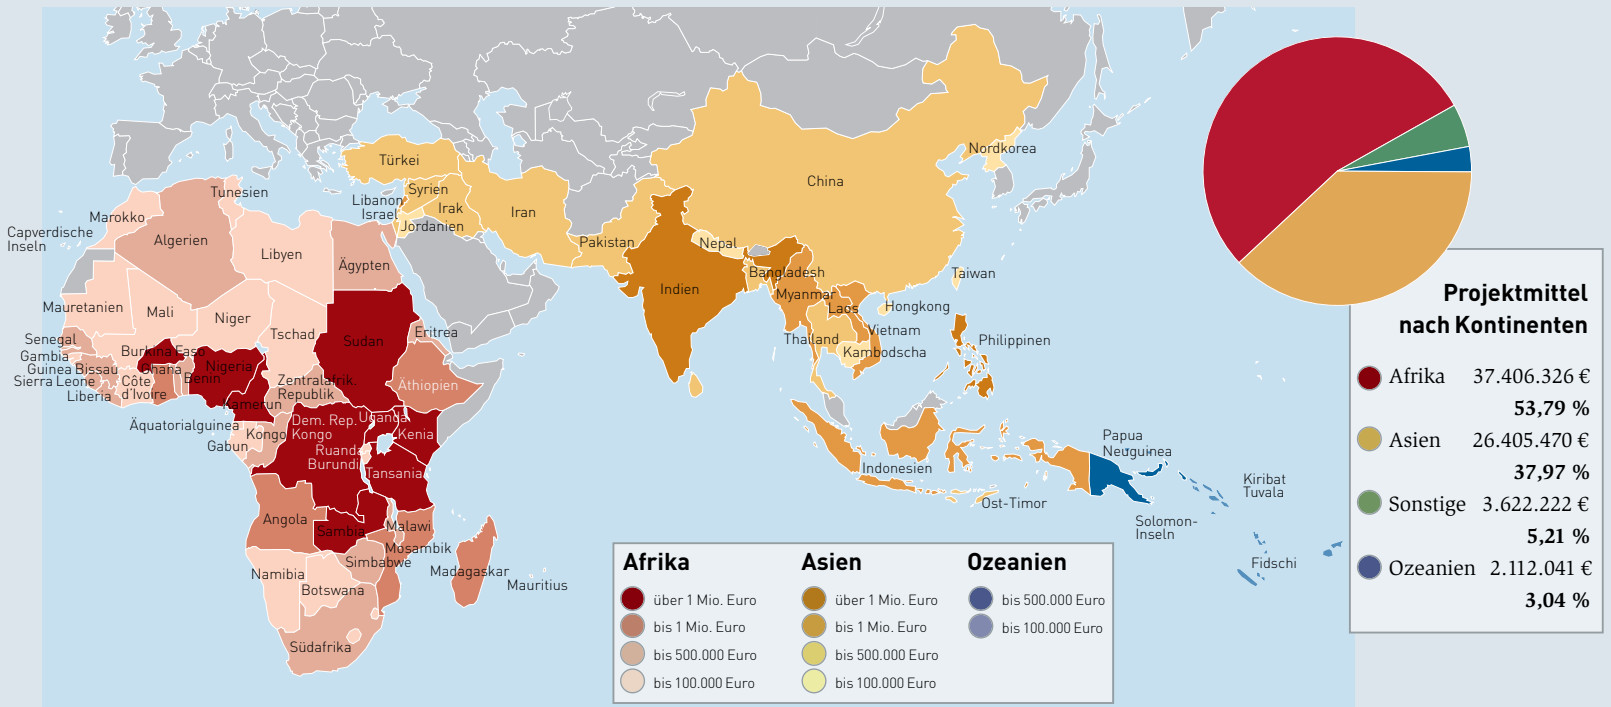 Türkei
Syrien
Libanon
Israel
Irak
Jordanien
Iran
Pakistan
Nepal
China
Nordkorea
Taiwan
Indien
Bangladesh
Myanmar
Laos
Hongkong
Vietnam
Thailand
Kambodscha
Philippinen
Indonesien
Ost-Timor
Papua
Neuguinea
Solomon-
Inseln
Kiribat
Tuvala
Fidschi
Tunesien
Marokko
Capverdische
Inseln
Algerien
Libyen
Ägypten
Mauretanien
Mali
Niger
Tschad
Sudan
Eritrea
Senegal
Gambia
Guinea Bissau
Sierra Leone
Liberia
Burkina Faso
Ghana
Côte
d'Ivoire
Benin
Nigeria
Kamerun
Zentralafrik.
Republik
Äthiopien
Äquatorialguinea
Gabun
Kongo
Dem. Rep.
Kongo
Uganda
Kenia
Ruanda
Burundi
Tansania
Angola
Sambia
Malawi
Mosambik
Simbabwe
Madagaskar
Mauritius
Namibia
Botswana
Südafrika
Afrika
über 1 Mio. Euro
bis 1 Mio. Euro
bis 500.000 Euro
bis 100.000 Euro
Asien
über 1 Mio. Euro
bis 1 Mio. Euro
bis 500.000 Euro
bis 100.000 Euro
Ozeanien
bis 500.000 Euro
bis 100.000 Euro
Projektmittel
nach Kontinenten
Afrika 37.406.326 €
53,79 %
Asien 26.405.470 €
37,97 %
Sonstige 3.622.222 €
5,21 %
Ozeanien 2.112.041 €
3,04 %